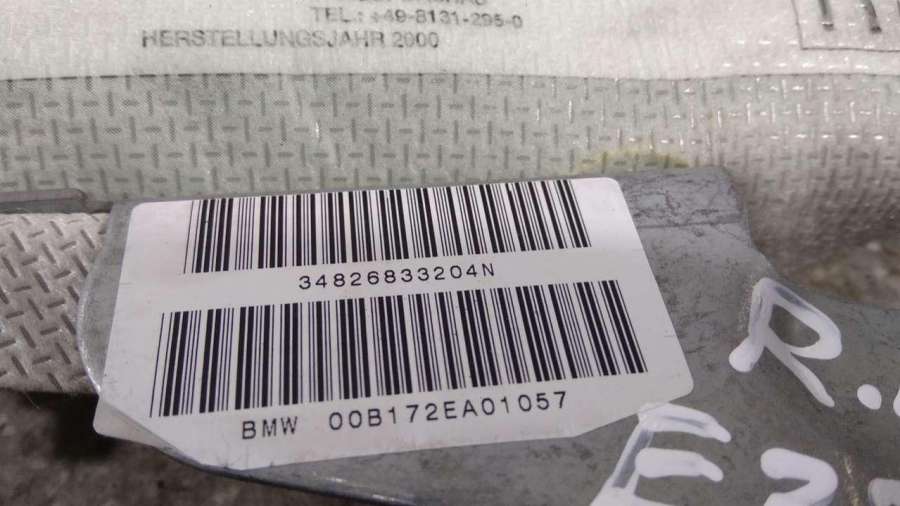 TEL.: +49-8131-295-0
HERSTELLUNGSJAHR 2000
34826833204N
BMW 00B172EA01057